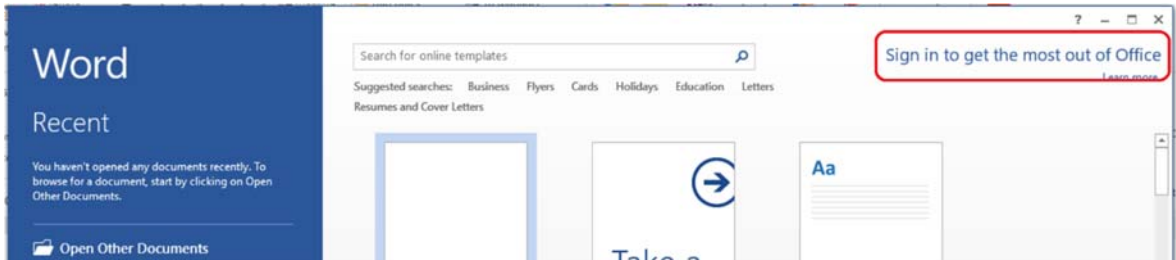 Word
Recent
You haven't opened any documents recently. To
browse for a document, start by clicking on Open
Other Documents.
Open Other Documents
Search for online templates
Suggested searches: Business Flyers Cards Holidays Education Letters
Resumes and Cover Letters
?
Sign in to get the most out of Office
Learn more
Take a
Aa